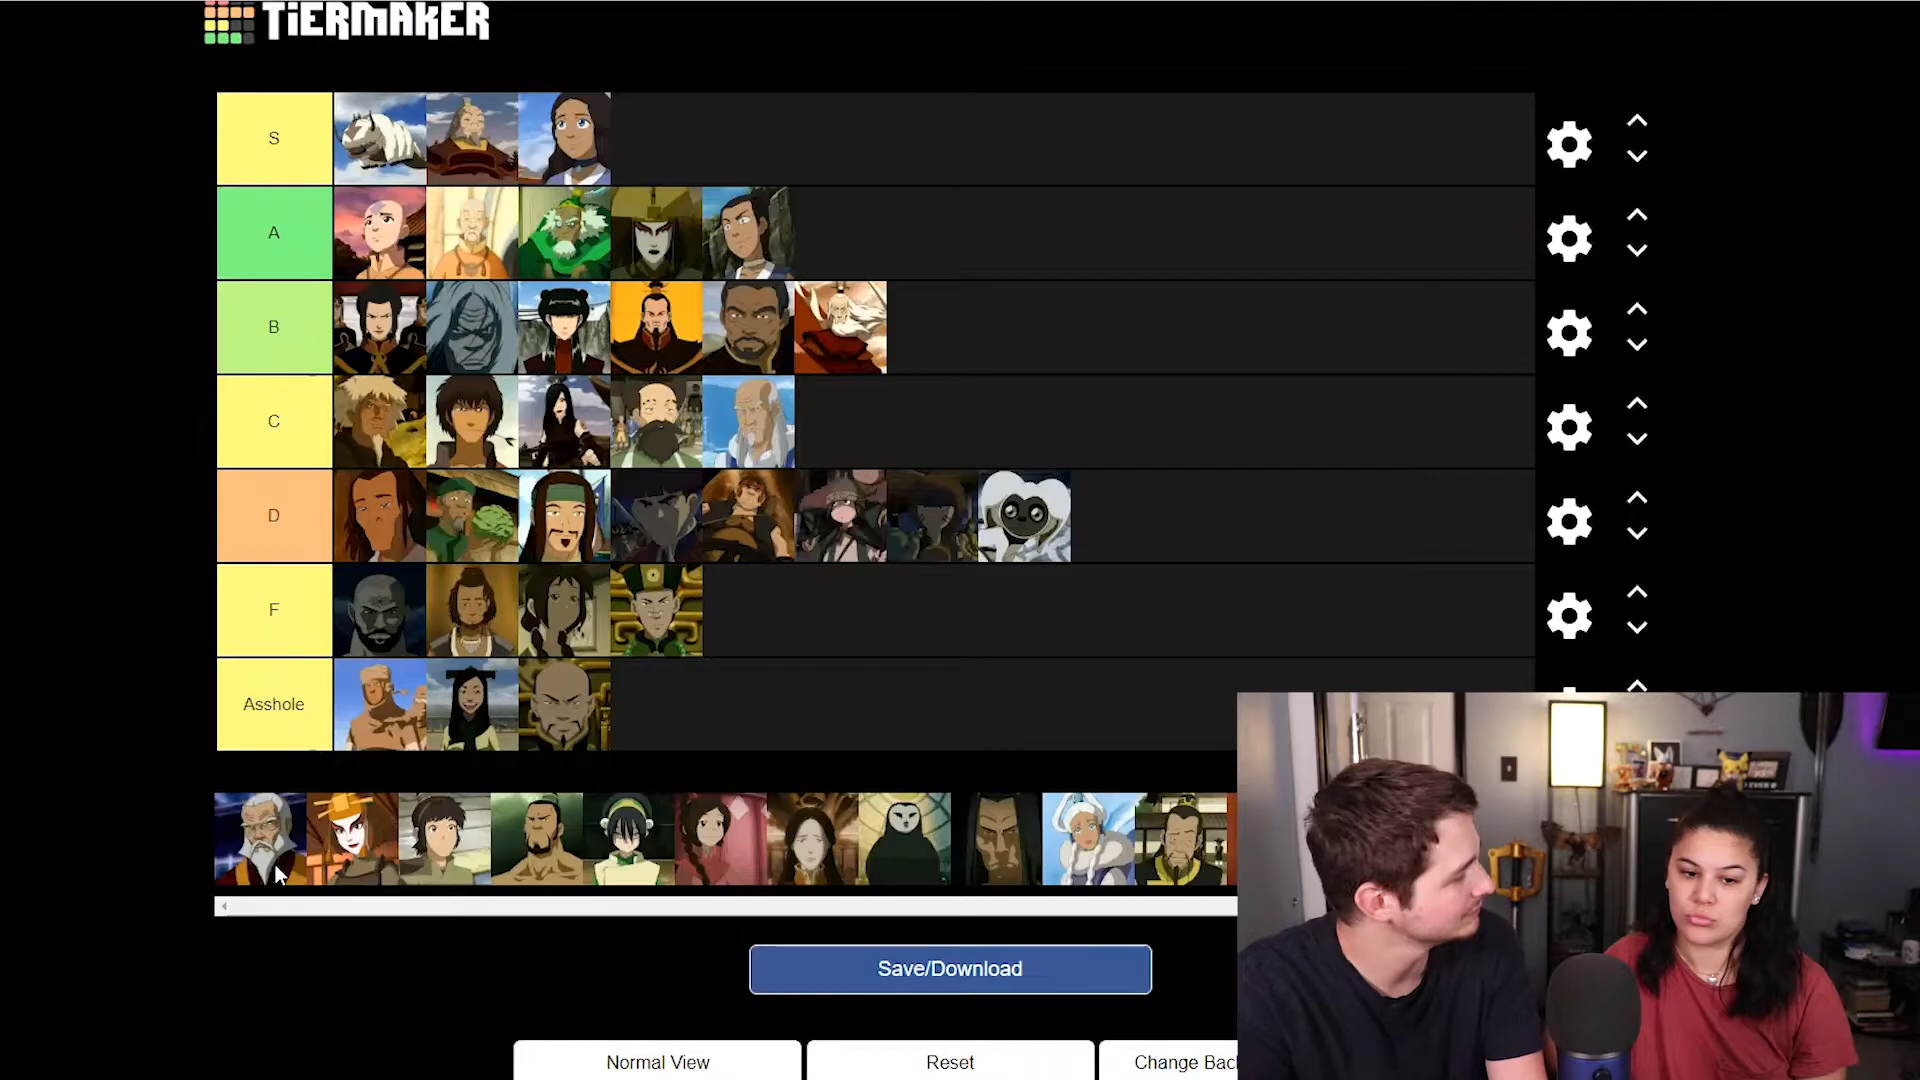 TiERMAKER
S
A
B
C
D
F
Asshole
Save/Download
Normal View
Reset
Change Bac